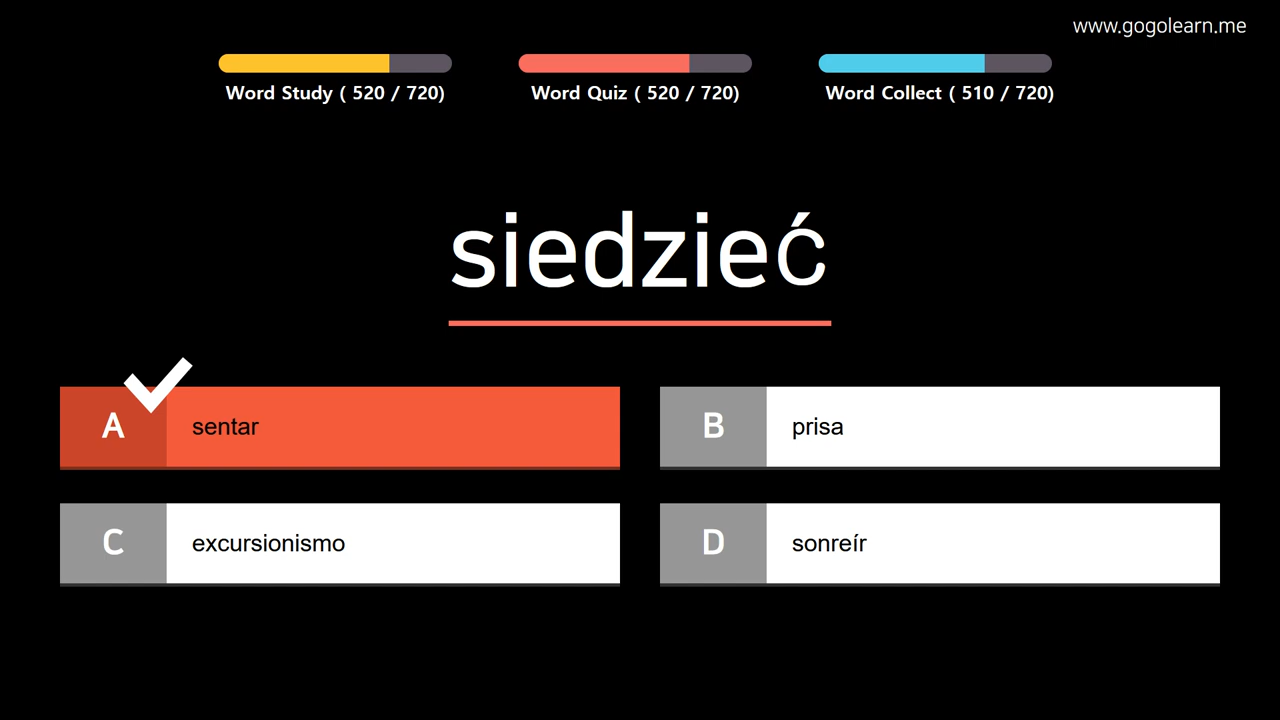 www.gogolearn.me
Word Study ( 520 / 720)
Word Quiz ( 520 / 720)
Word Collect ( 510 / 720)
siedzieć
A sentar
B prisa
C excursionismo
D sonreír